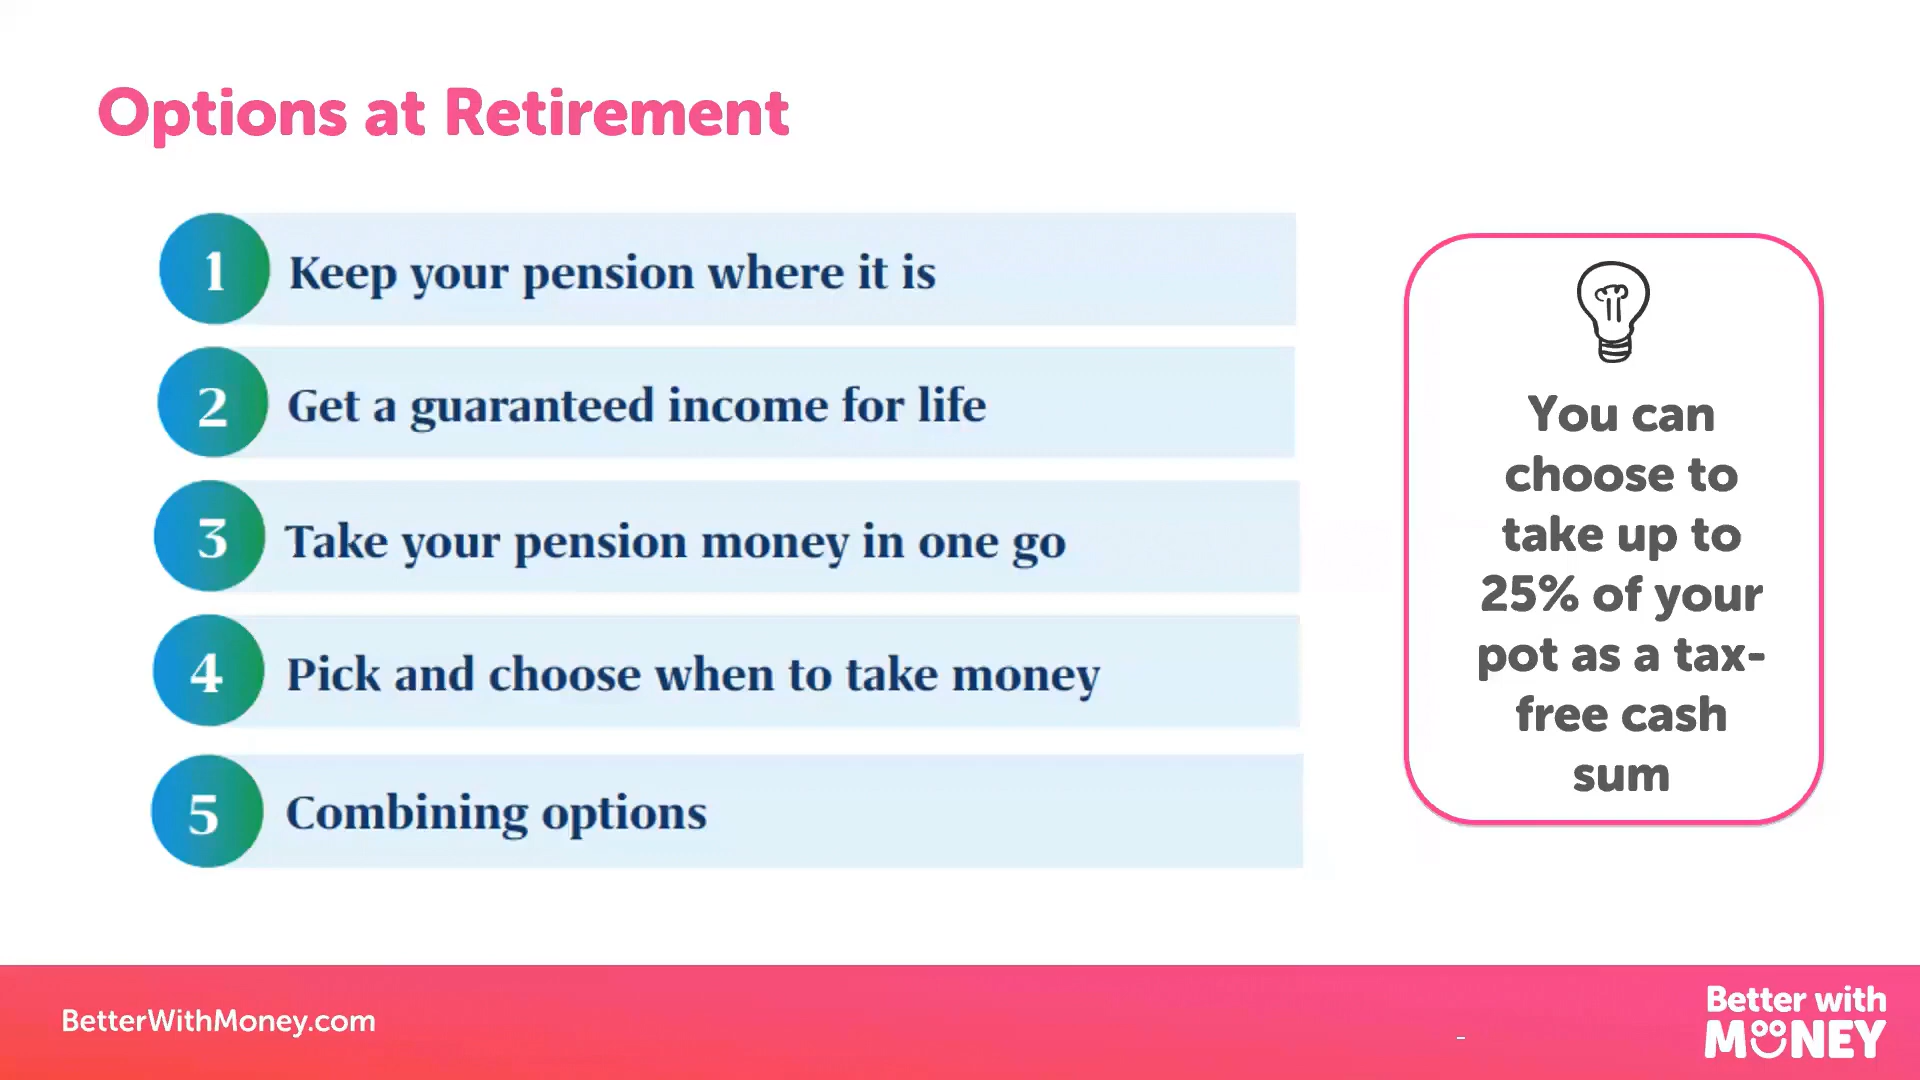 Options at Retirement
1 Keep your pension where it is
2 Get a guaranteed income for life
3 Take your pension money in one go
4 Pick and choose when to take money
5 Combining options
You can
choose to
take up to
25% of your
pot as a tax-
free cash
sum
BetterWithMoney.com
-
Better with
MONEY